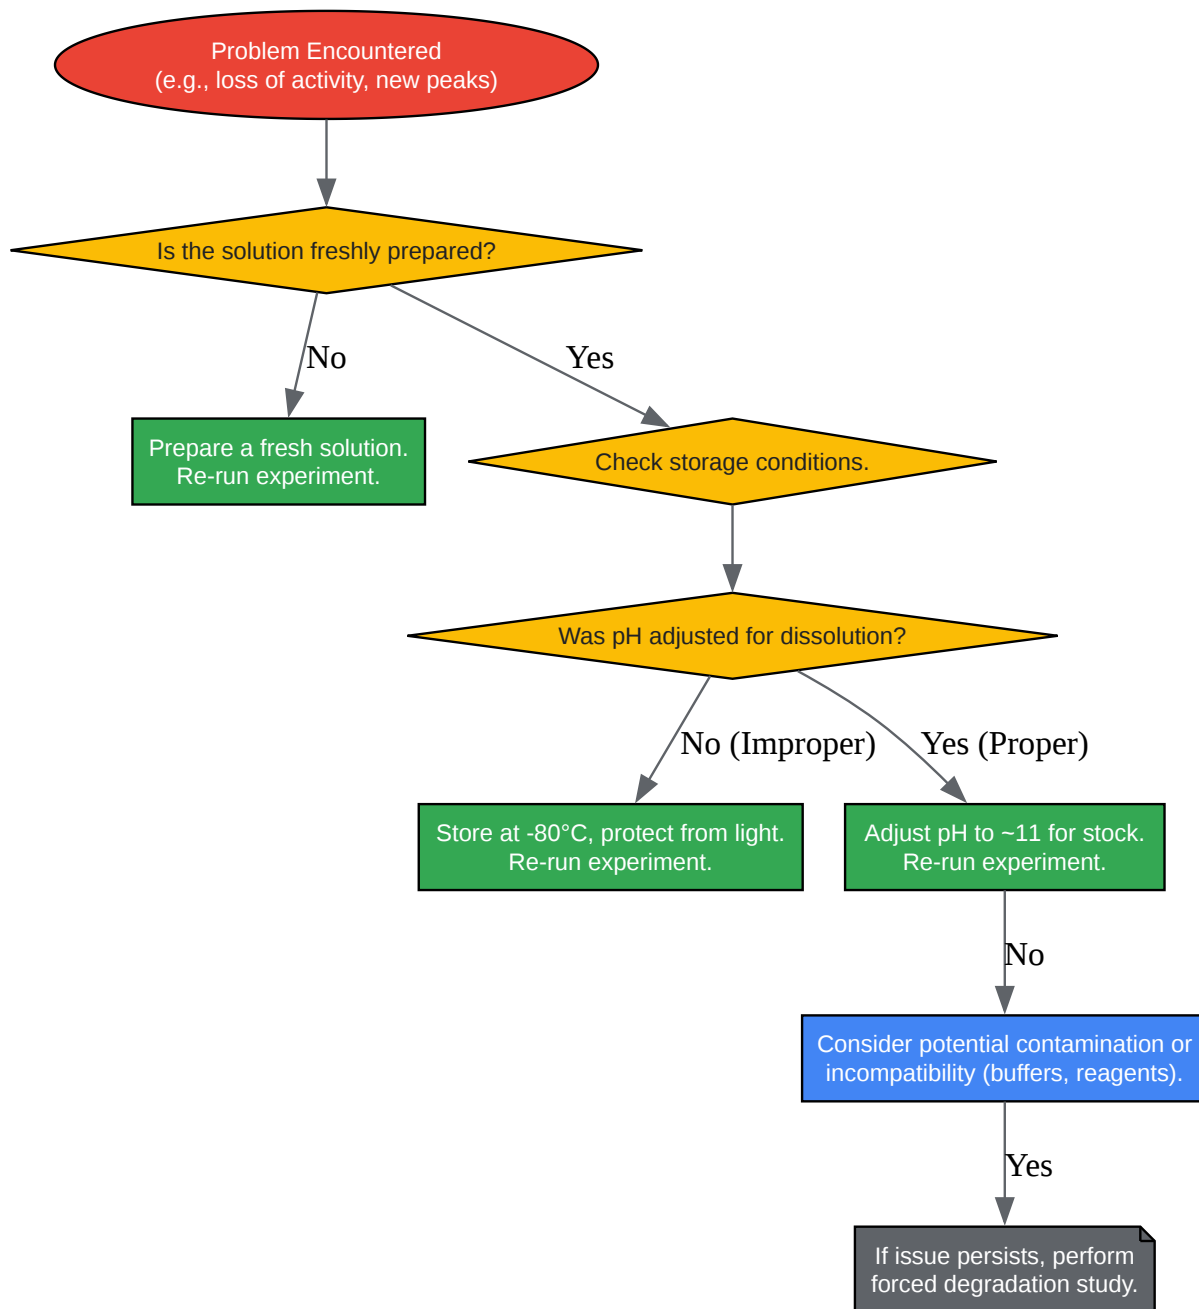 Problem Encountered
(e.g., loss of activity, new peaks)
Is the solution freshly prepared?
No
Yes
Prepare a fresh solution.
Re-run experiment.
Check storage conditions.
Was pH adjusted for dissolution?
No (Improper)
Yes (Proper)
Store at -80°C, protect from light.
Re-run experiment.
Adjust pH to ~11 for stock.
Re-run experiment.
No
Consider potential contamination or
incompatibility (buffers, reagents).
Yes
If issue persists, perform
forced degradation study.